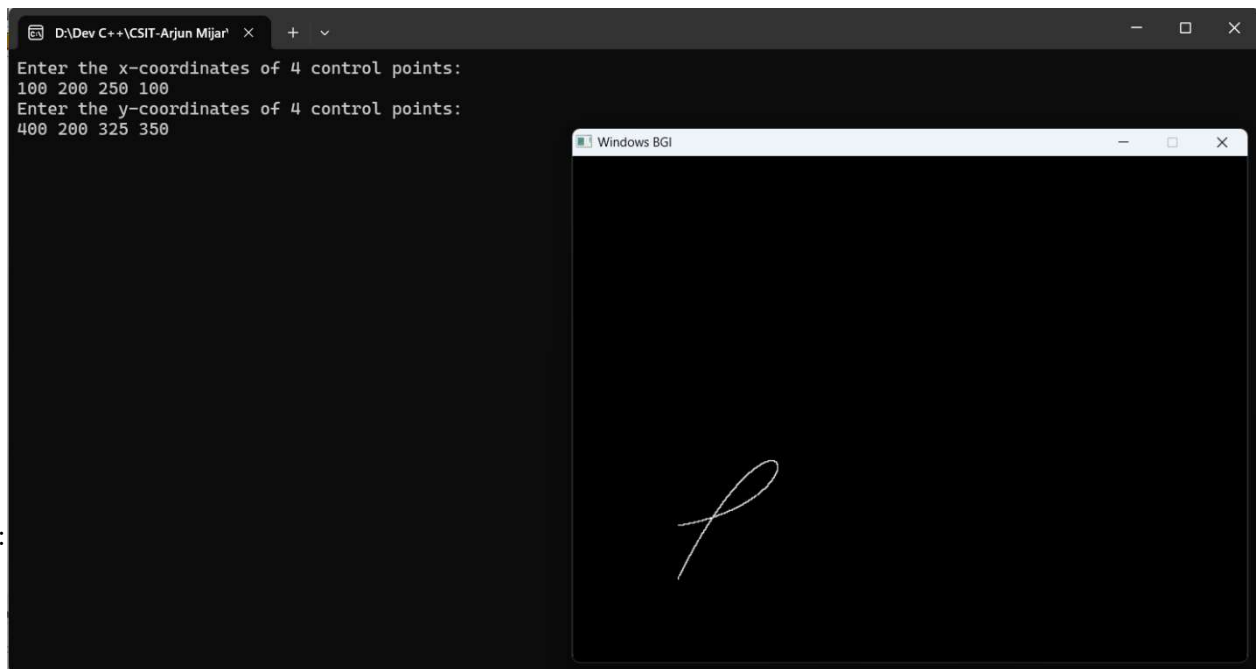 D:\Dev C++\CSIT-Arjun Mijar\
Enter the x-coordinates of 4 control points:
100 200 250 100
Enter the y-coordinates of 4 control points:
400 200 325 350
Windows BGI
: